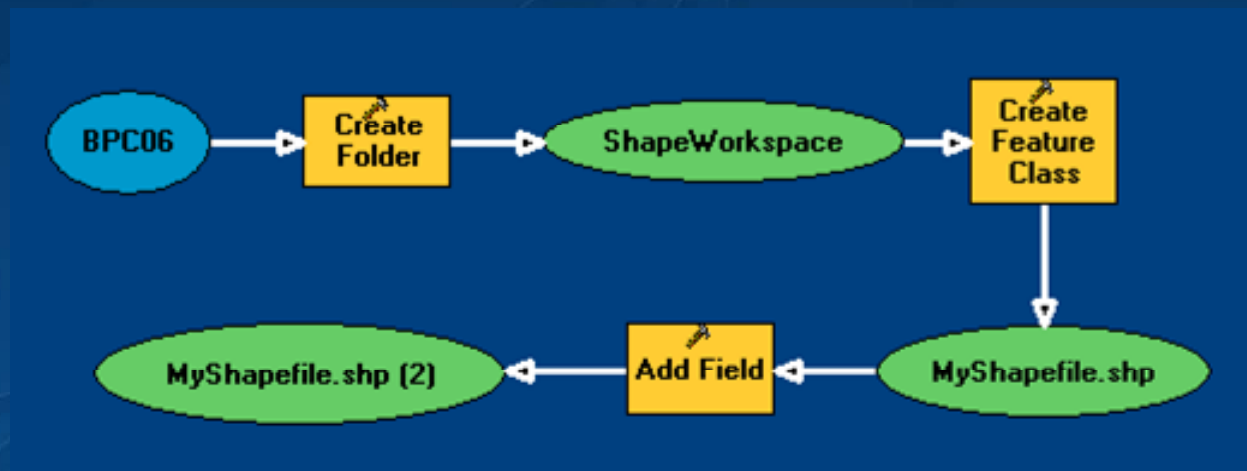 BPC06
Create
Folder
ShapeWorkspace
Create
Feature
Class
MyShapefile.shp (2)
Add Field
MyShapefile.shp